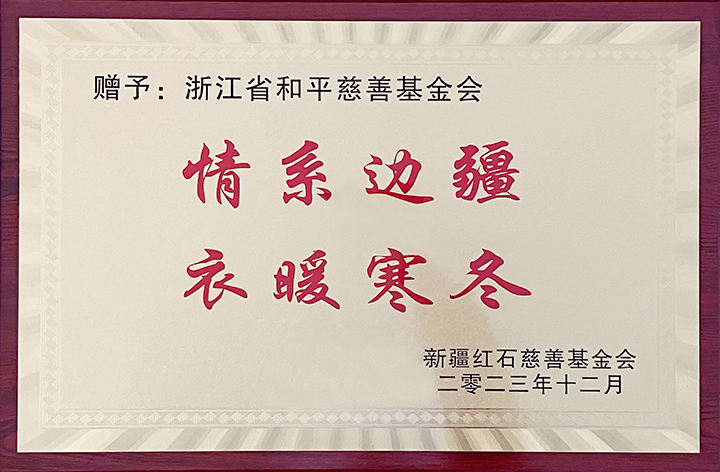 赠予：浙江省和平慈善基金会
情系边疆
衣暖寒冬
新疆红石慈善基金会
二零二三年十二月